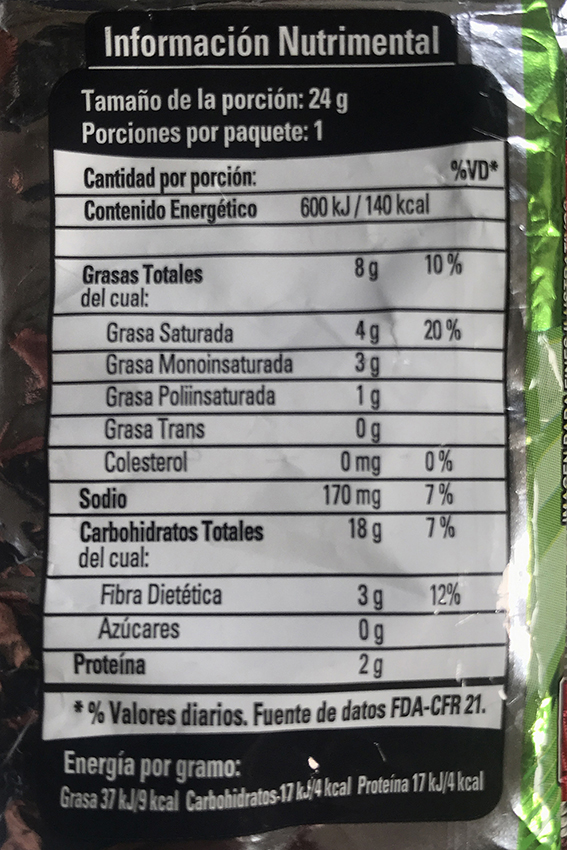 Información Nutrimental
Tamaño de la porción: 24 g
Porciones por paquete: 1
Cantidad por porción: %VD*
Contenido Energético 600 kJ / 140 kcal
Grasas Totales 8 g 10 %
del cual:
Grasa Saturada 4 g 20 %
Grasa Monoinsaturada 3 g
Grasa Poliinsaturada 1 g
Grasa Trans 0 g
Colesterol 0 mg 0 %
Sodio 170 mg 7 %
Carbohidratos Totales 18 g 7 %
del cual:
Fibra Dietética 3 g 12%
Azúcares 0 g
Proteína 2 g
* % Valores diarios. Fuente de datos FDA-CFR 21.
Energía por gramo:
Grasa 37 kJ/9 kcal Carbohidratos-17 kJ/4 kcal Proteína 17 kJ/4 kcal